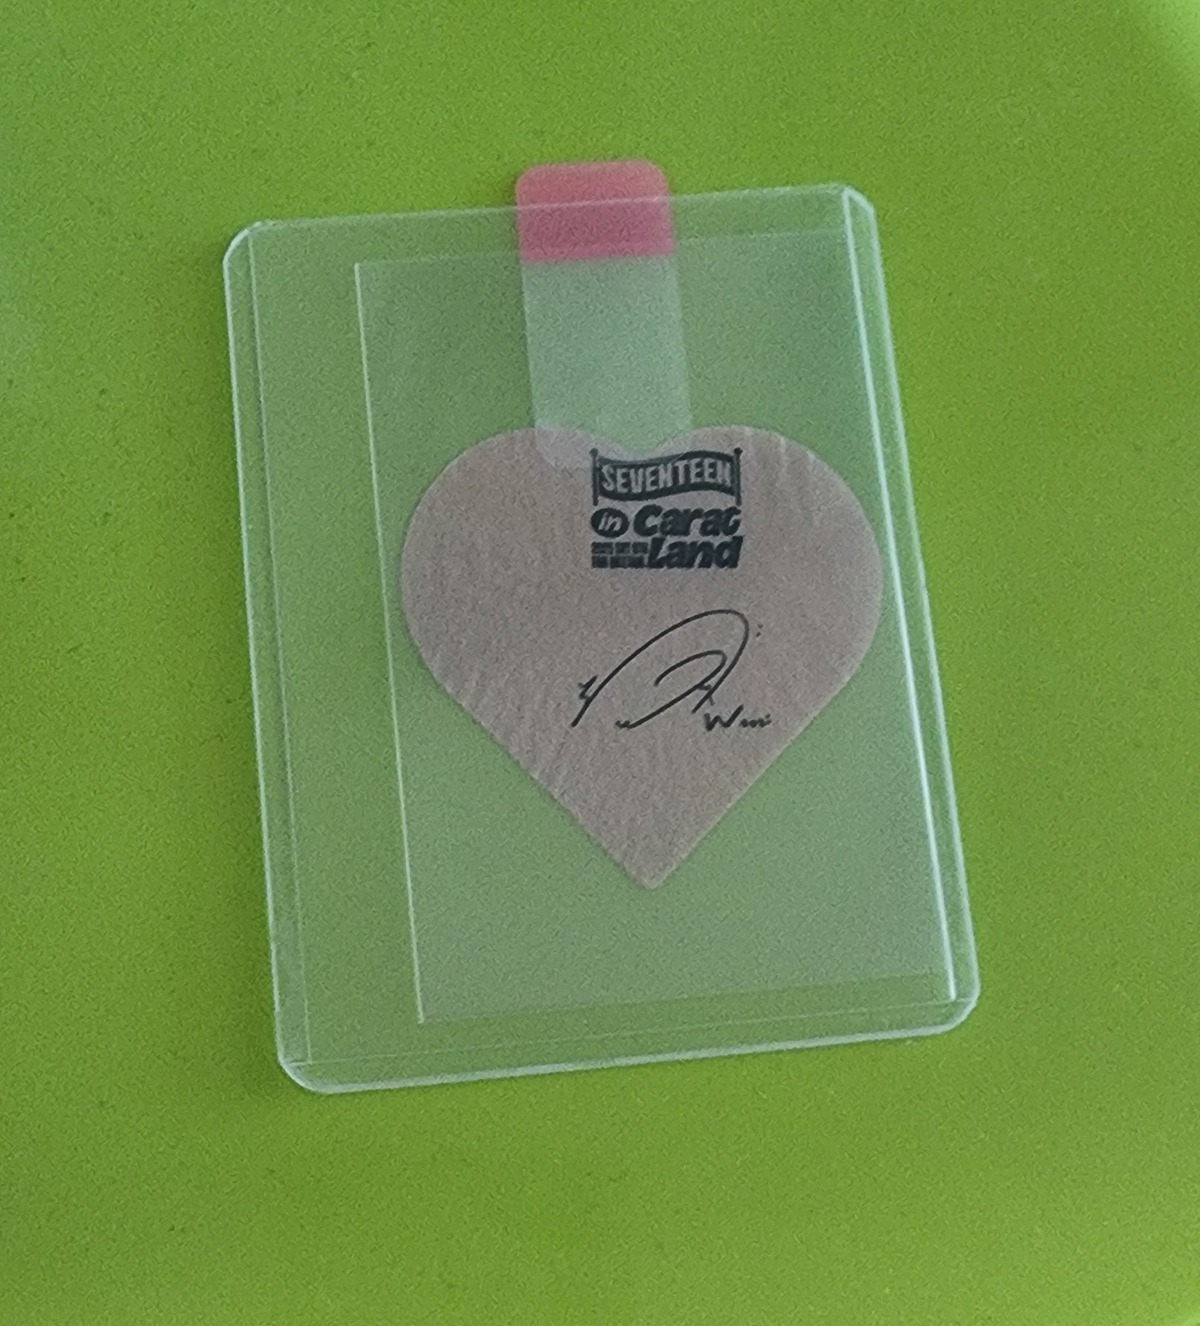 SEVENTEEN
in Carat
Land